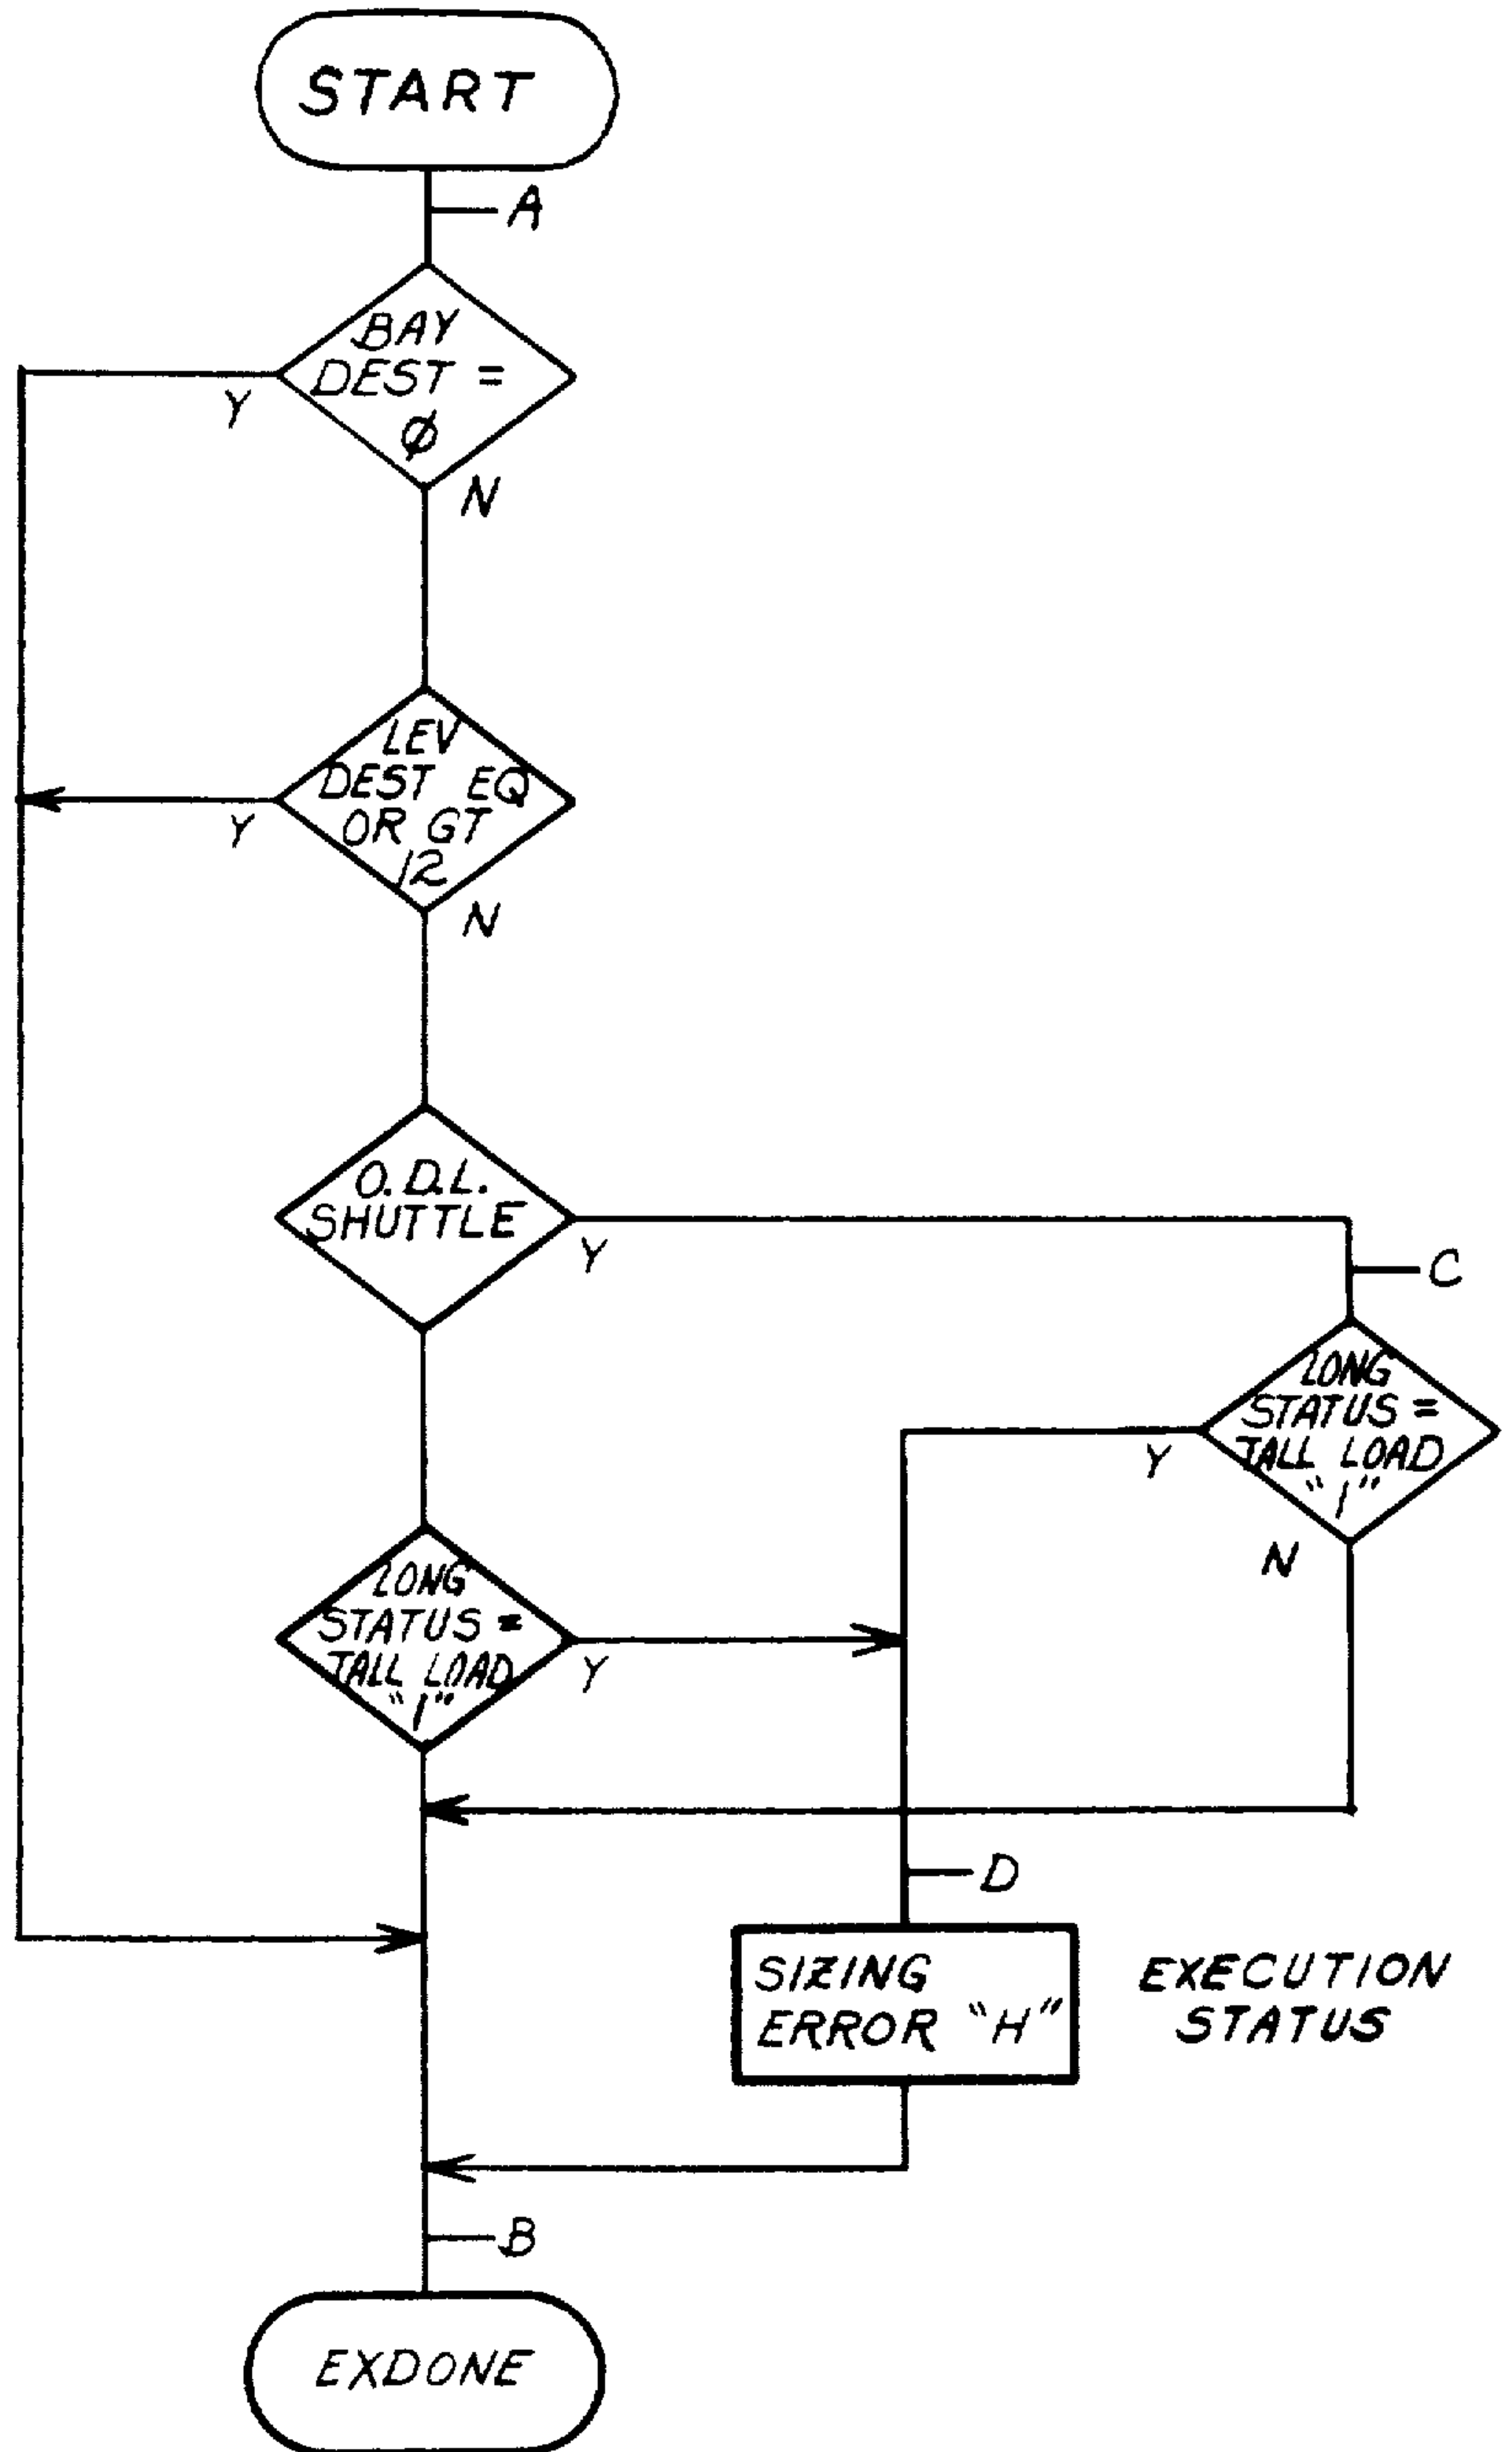 START
A
BAY
DEST =
Ø
Y
N
LEV
DEST EQ
OR GT
12
Y
N
O.D.L.
SHUTTLE
Y
C
LONG
STATUS =
TALL LOAD
"1"
Y
N
LONG
STATUS =
TALL LOAD
"1"
Y
D
SIZING
ERROR "H"
EXECUTION
STATUS
B
EXDONE